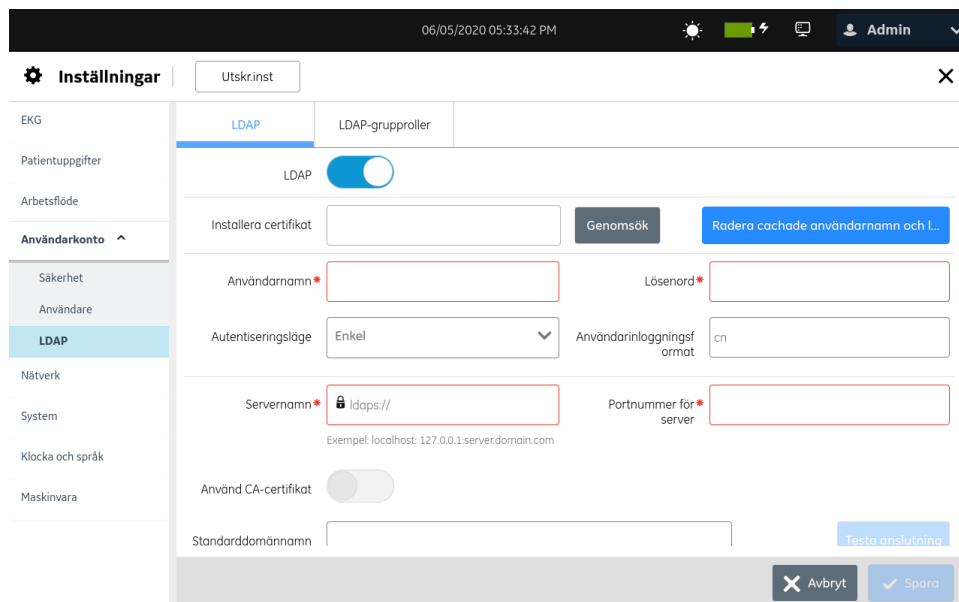 06/05/2020 05:33:42 PM
Admin
Inställningar
Utskr.inst
EKG
Patientuppgifter
Arbetsflöde
Användarkonto
Säkerhet
Användare
LDAP
Nätverk
System
Klocka och språk
Maskinvara
LDAP
LDAP-grupproller
LDAP
Installera certifikat
Genomsök
Radera cachade användarnamn och l...
Användarnamn*
Lösenord*
Autentiseringsläge
Enkel
Användarinloggningsf
ormat
cn
Servernamn*
ldaps://
Exempel: localhost: 127.0.0.1:server.domain.com
Portnummer för*
server
Använd CA-certifikat
Standarddomännamn
Testa anslutning
Avbryt
Spara